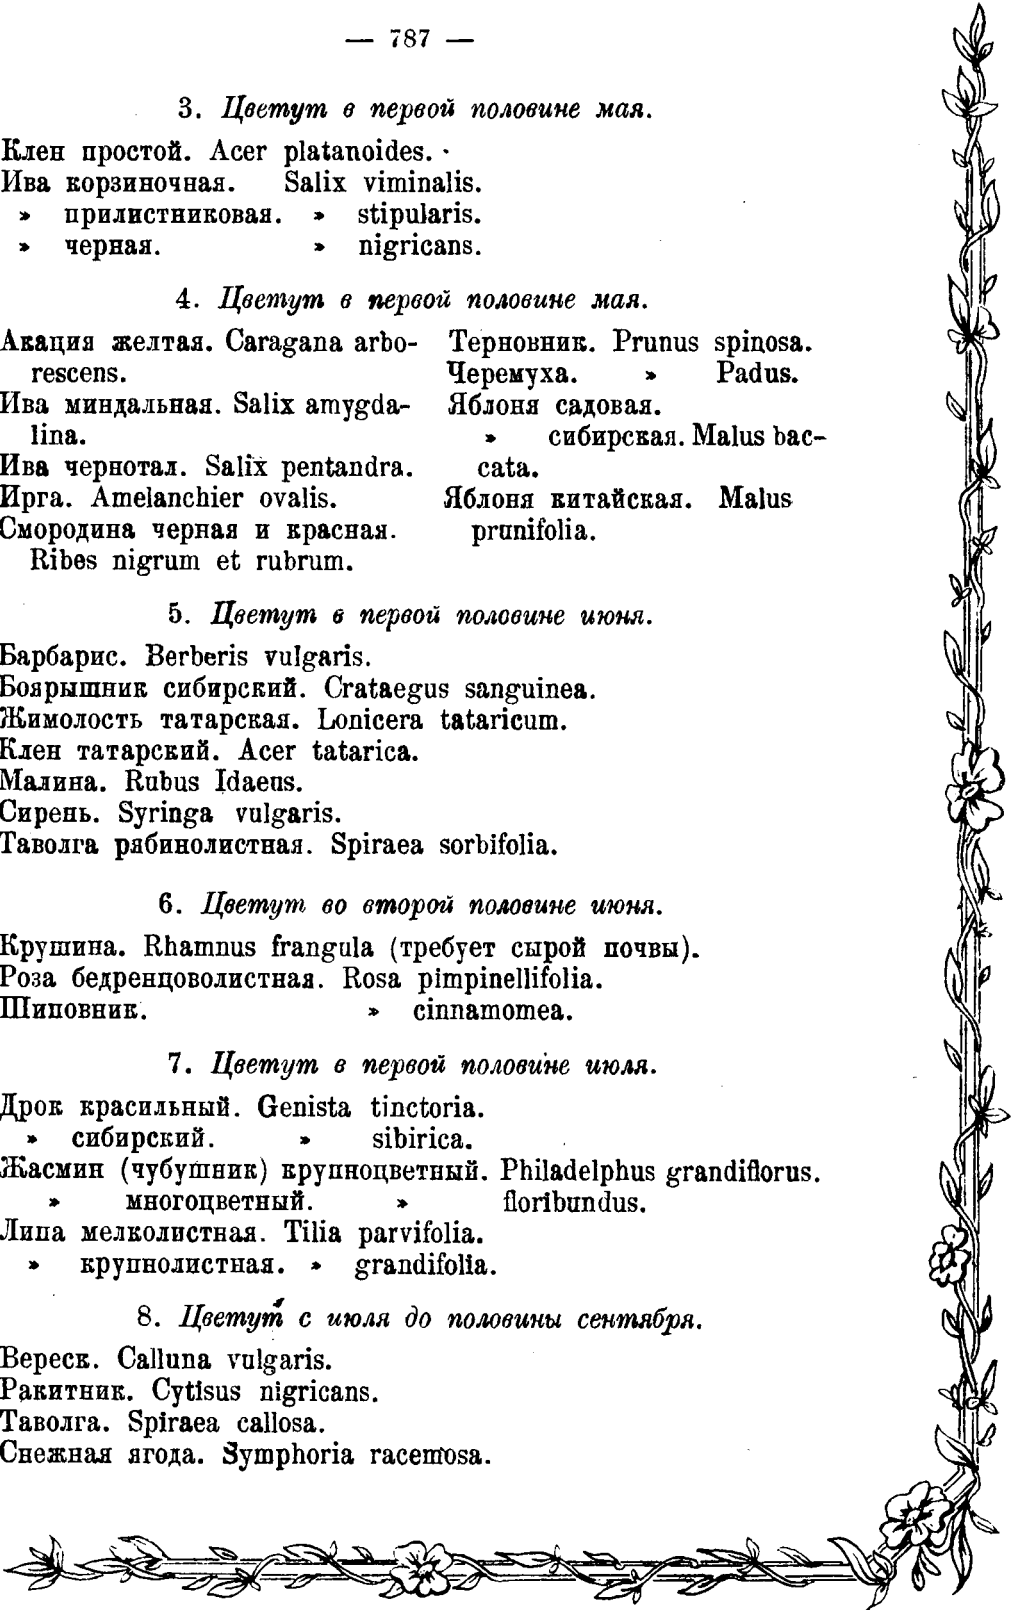 — 787 —
3. Цветут в первой половине мая.
Клен простой. Acer platanoides.
Ива корзиночная. Salix viminalis.
» прилистниковая. » stipularis.
» черная. » nigricans.
4. Цветут в первой половине мая.
Акация желтая. Caragana arbo-
rescens.
Ива миндальная. Salix amygda-
lina.
Ива чернотал. Salix pentandra.
Ирга. Amelanchier ovalis.
Смородина черная и красная.
Ribes nigrum et rubrum.
Терновник. Prunus spinosa.
Черемуха. » Padus.
Яблоня садовая.
» сибирская. Malus bac-
cata.
Яблоня китайская. Malus
prunifolia.
5. Цветут в первой половине июня.
Барбарис. Berberis vulgaris.
Боярышник сибирский. Crataegus sanguinea.
Жимолость татарская. Lonicera tataricum.
Клен татарский. Acer tatarica.
Малина. Rubus Idaeus.
Сирень. Syringa vulgaris.
Таволга рябинолистная. Spiraea sorbifolia.
6. Цветут во второй половине июня.
Крушина. Rhamnus frangula (требует сырой почвы).
Роза бедренцоволистная. Rosa pimpinellifolia.
Шиповник. » cinnamomea.
7. Цветут в первой половине июля.
Дрок красильный. Genista tinctoria.
» сибирский. » sibirica.
Жасмин (чубушник) крупноцветный. Philadelphus grandiflorus.
» многоцветный. » floribundus.
Липа мелколистная. Tilia parvifolia.
» крупнолистная. » grandifolia.
8. Цветут с июля до половины сентября.
Вереск. Calluna vulgaris.
Ракитник. Cytisus nigricans.
Таволга. Spiraea callosa.
Снежная ягода. Symphoria racemosa.